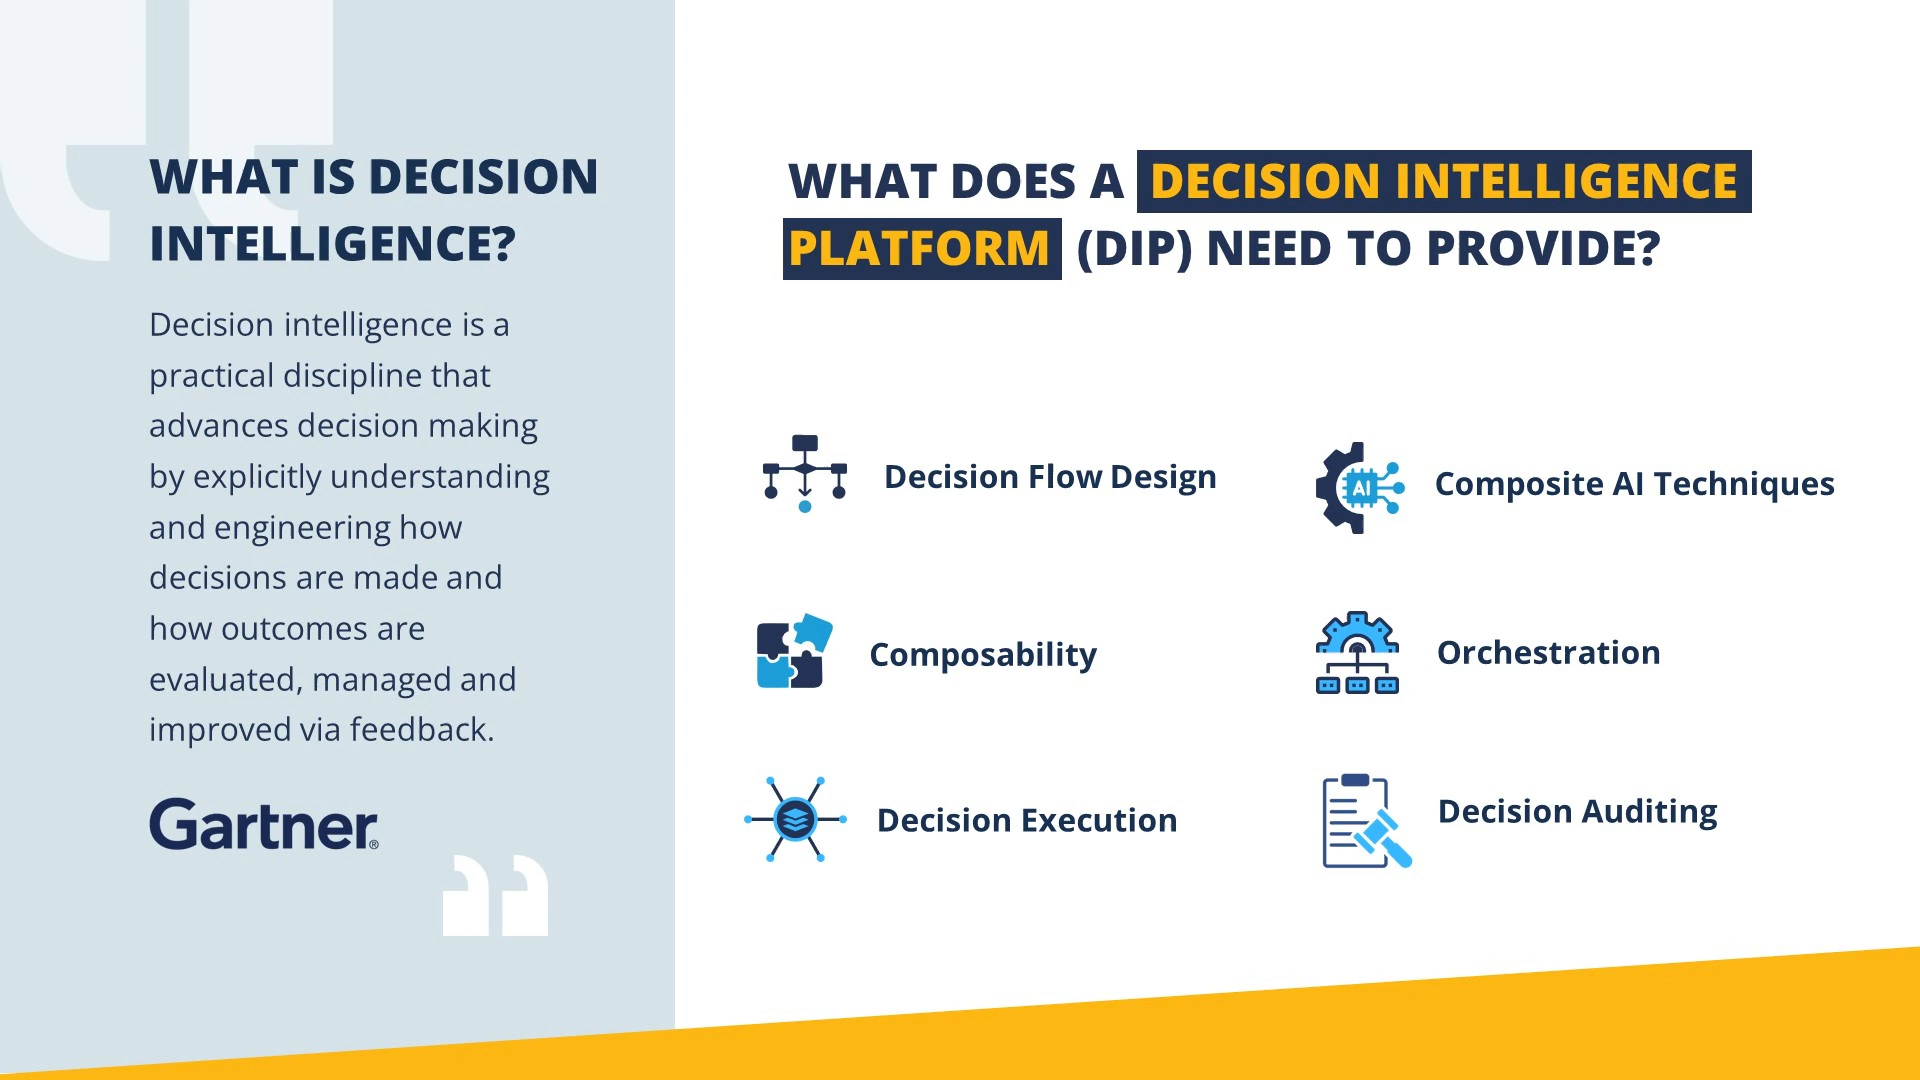 WHAT IS DECISION
INTELLIGENCE?
Decision intelligence is a
practical discipline that
advances decision making
by explicitly understanding
and engineering how
decisions are made and
how outcomes are
evaluated, managed and
improved via feedback.
Gartner®
WHAT DOES A DECISION INTELLIGENCE
PLATFORM (DIP) NEED TO PROVIDE?
Decision Flow Design
AI
Composite AI Techniques
Composability
Orchestration
Decision Execution
Decision Auditing